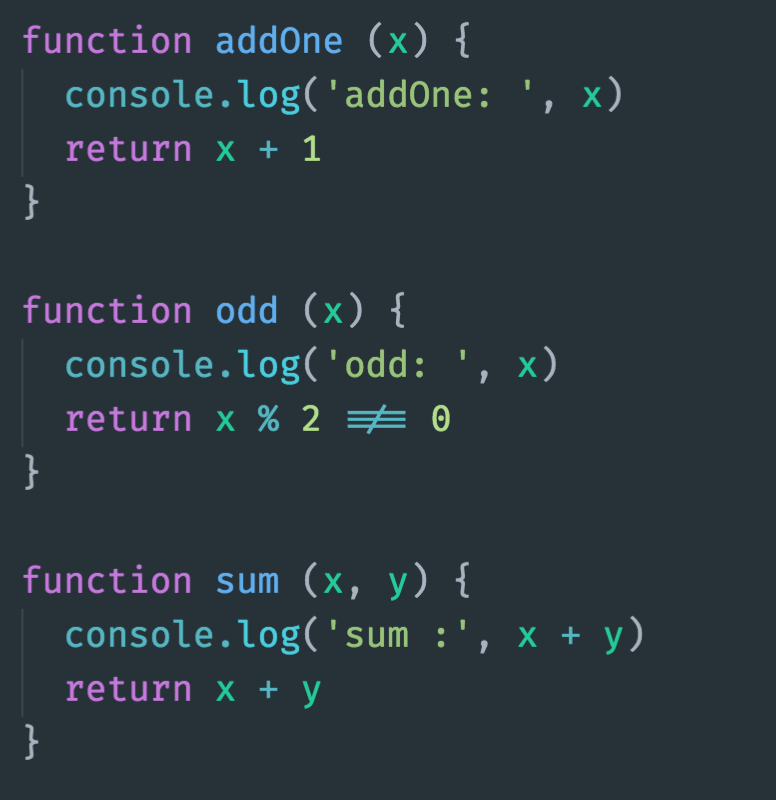 function addOne (x) {
  console.log('addOne: ', x)
  return x + 1
}

function odd (x) {
  console.log('odd: ', x)
  return x % 2 !== 0
}

function sum (x, y) {
  console.log('sum :', x + y)
  return x + y
}